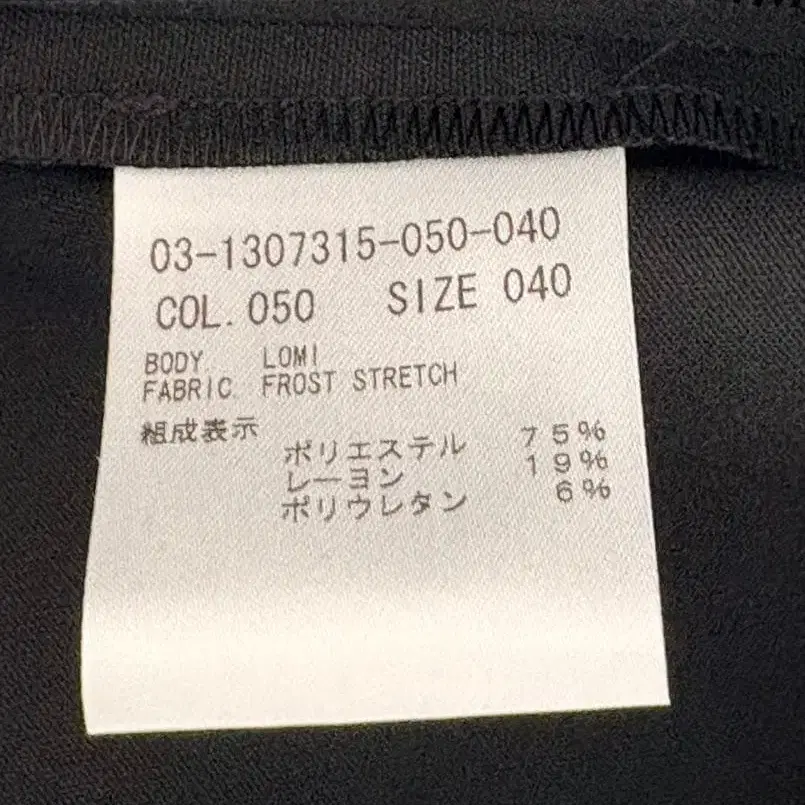 03-1307315-050-040
COL.050 SIZE 040
BODY LOMI
FABRIC FROST STRETCH
組成表示
ポリエステル 75%
レーヨン 19%
ポリウレタン 6%